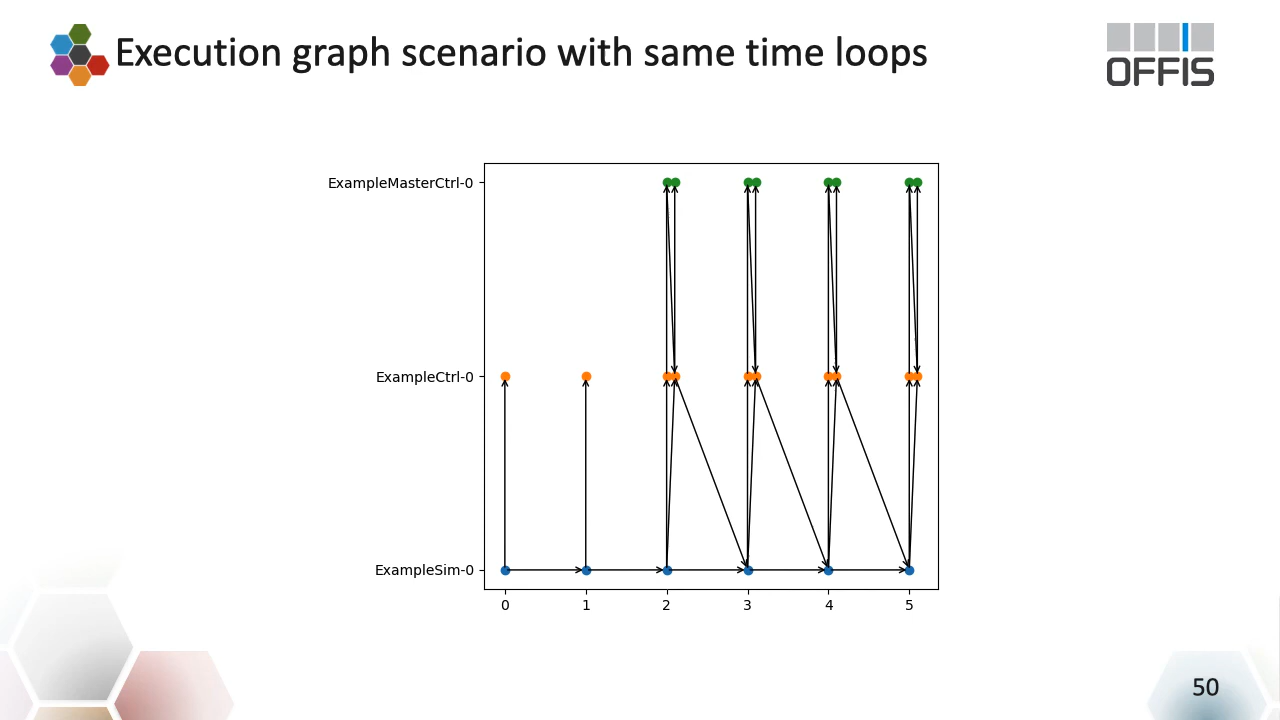 Execution graph scenario with same time loops
OFFIS
ExampleMasterCtrl-0
ExampleCtrl-0
ExampleSim-0
0 1 2 3 4 5
50